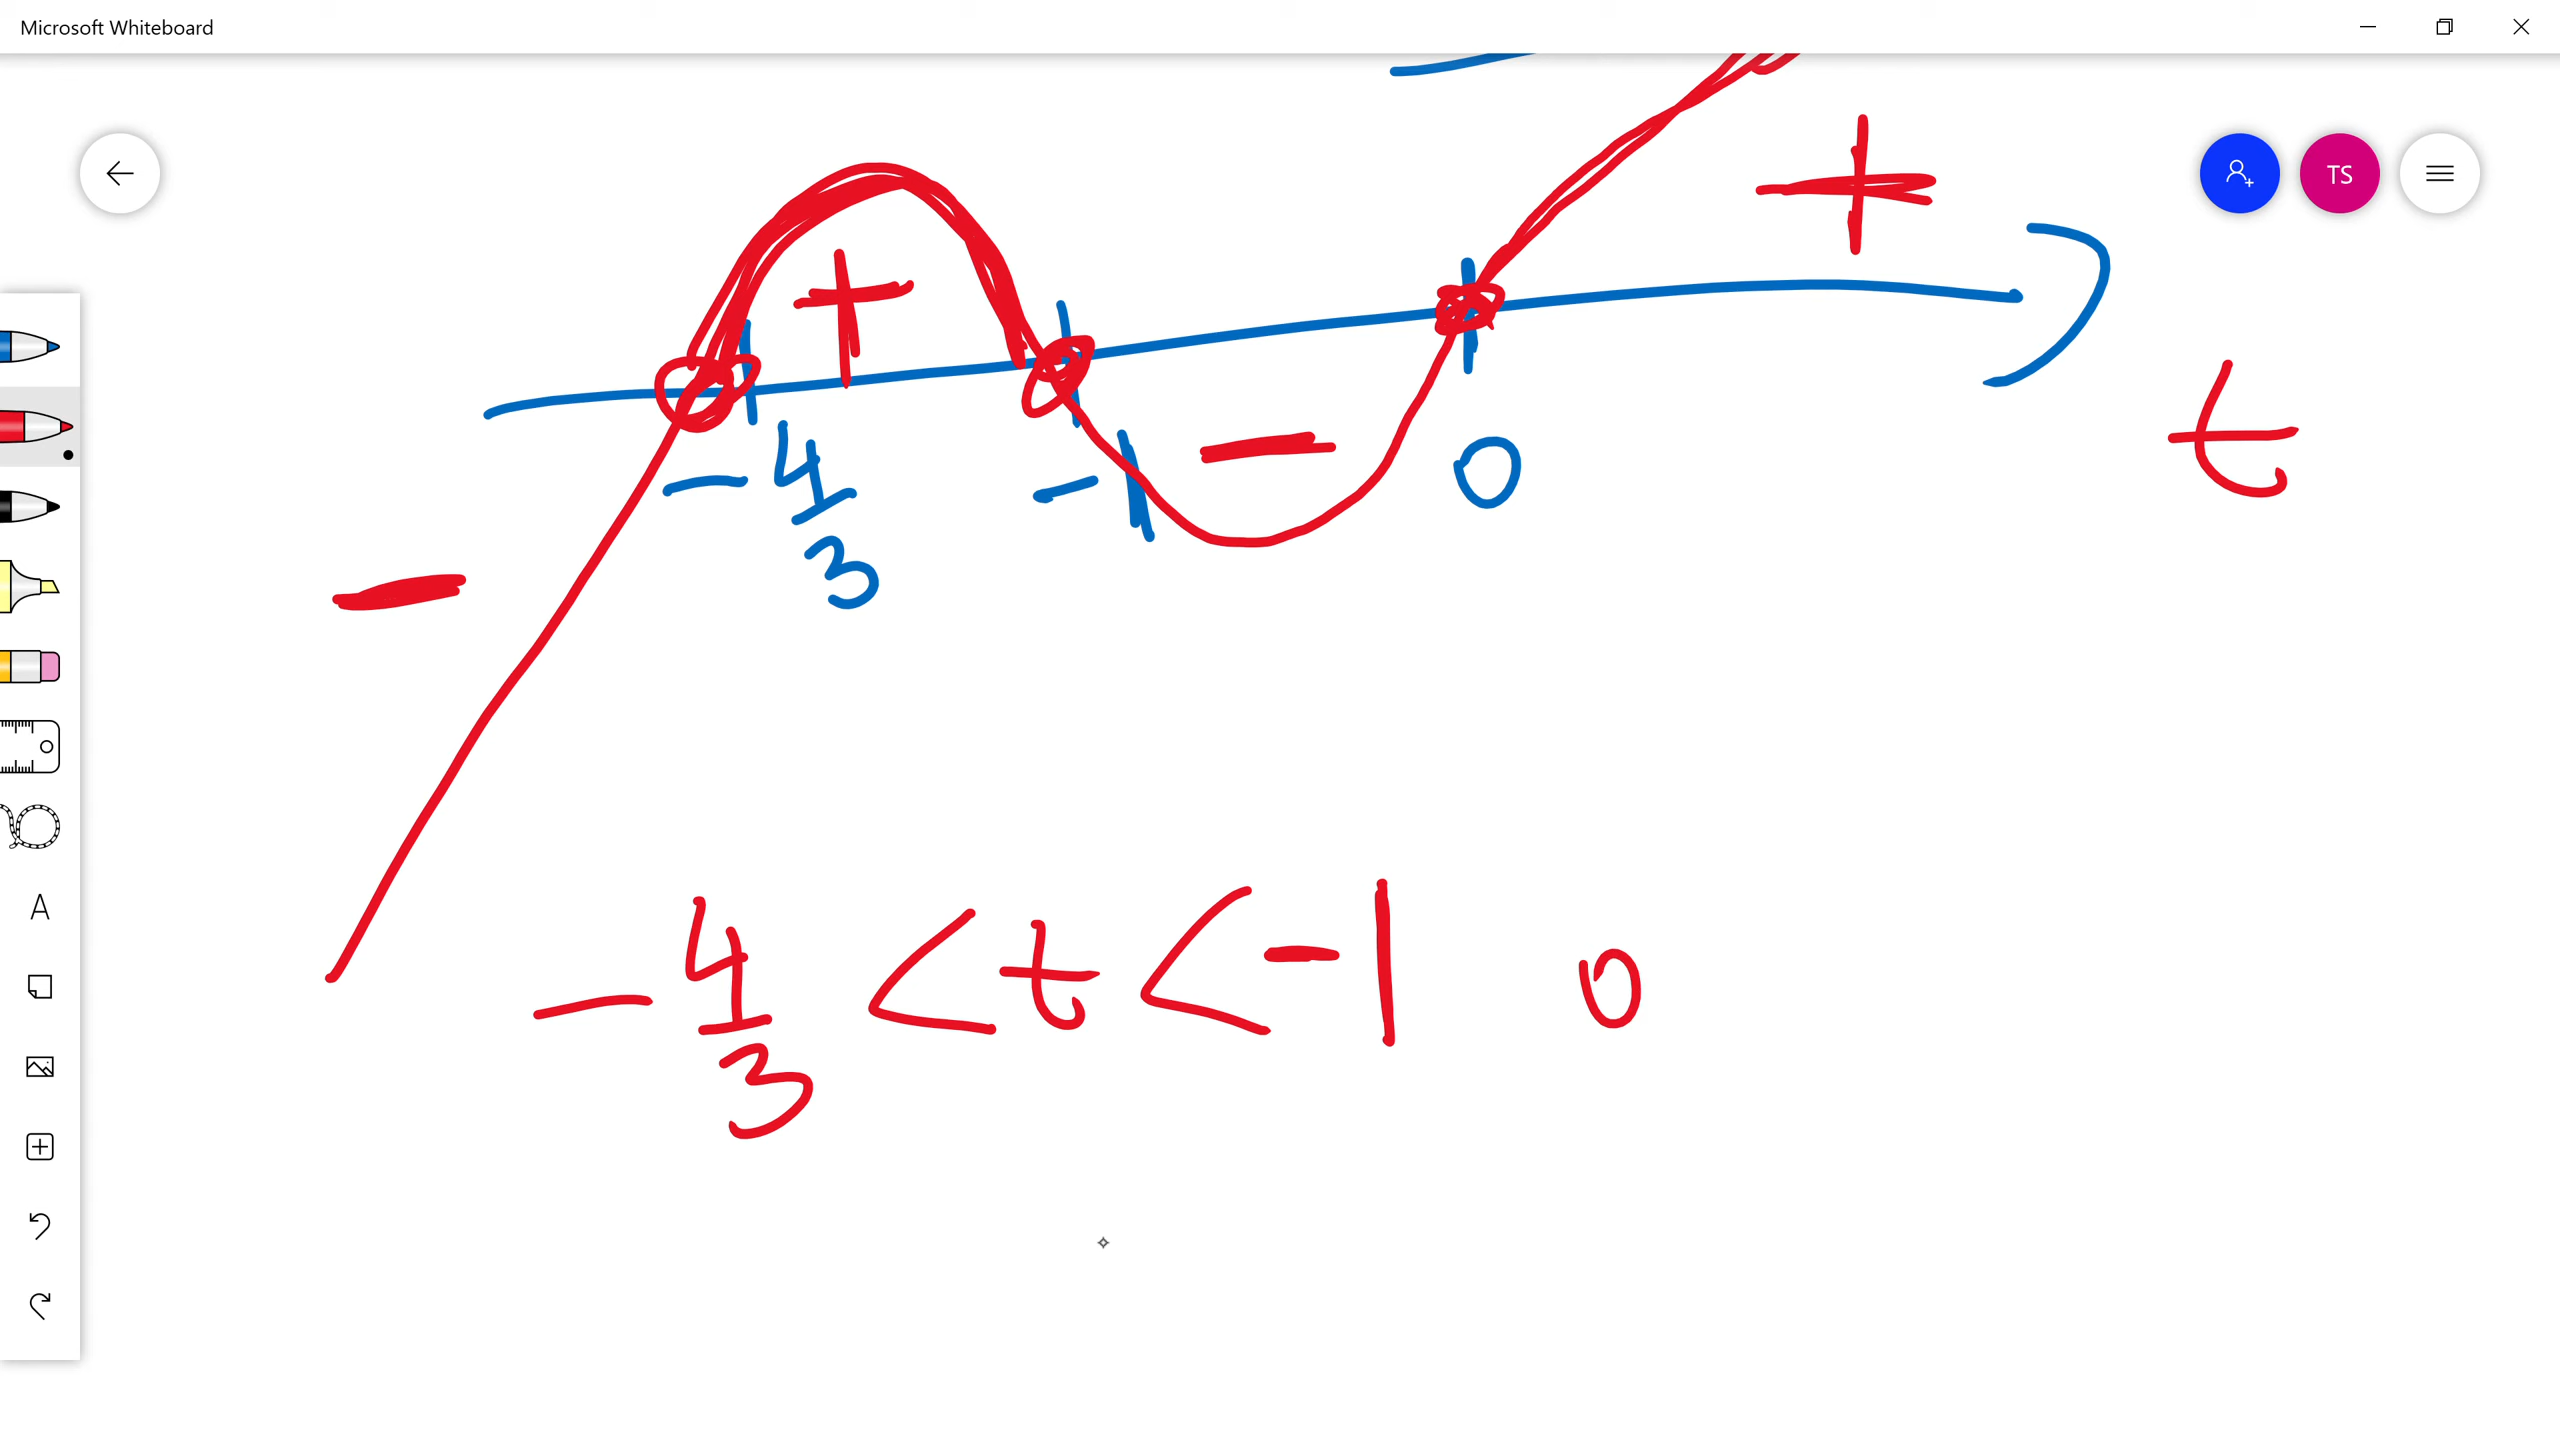 Microsoft Whiteboard
TS
+
+
t
-4/3
-1
0
−
−
-4/3 < t < -1 0
A